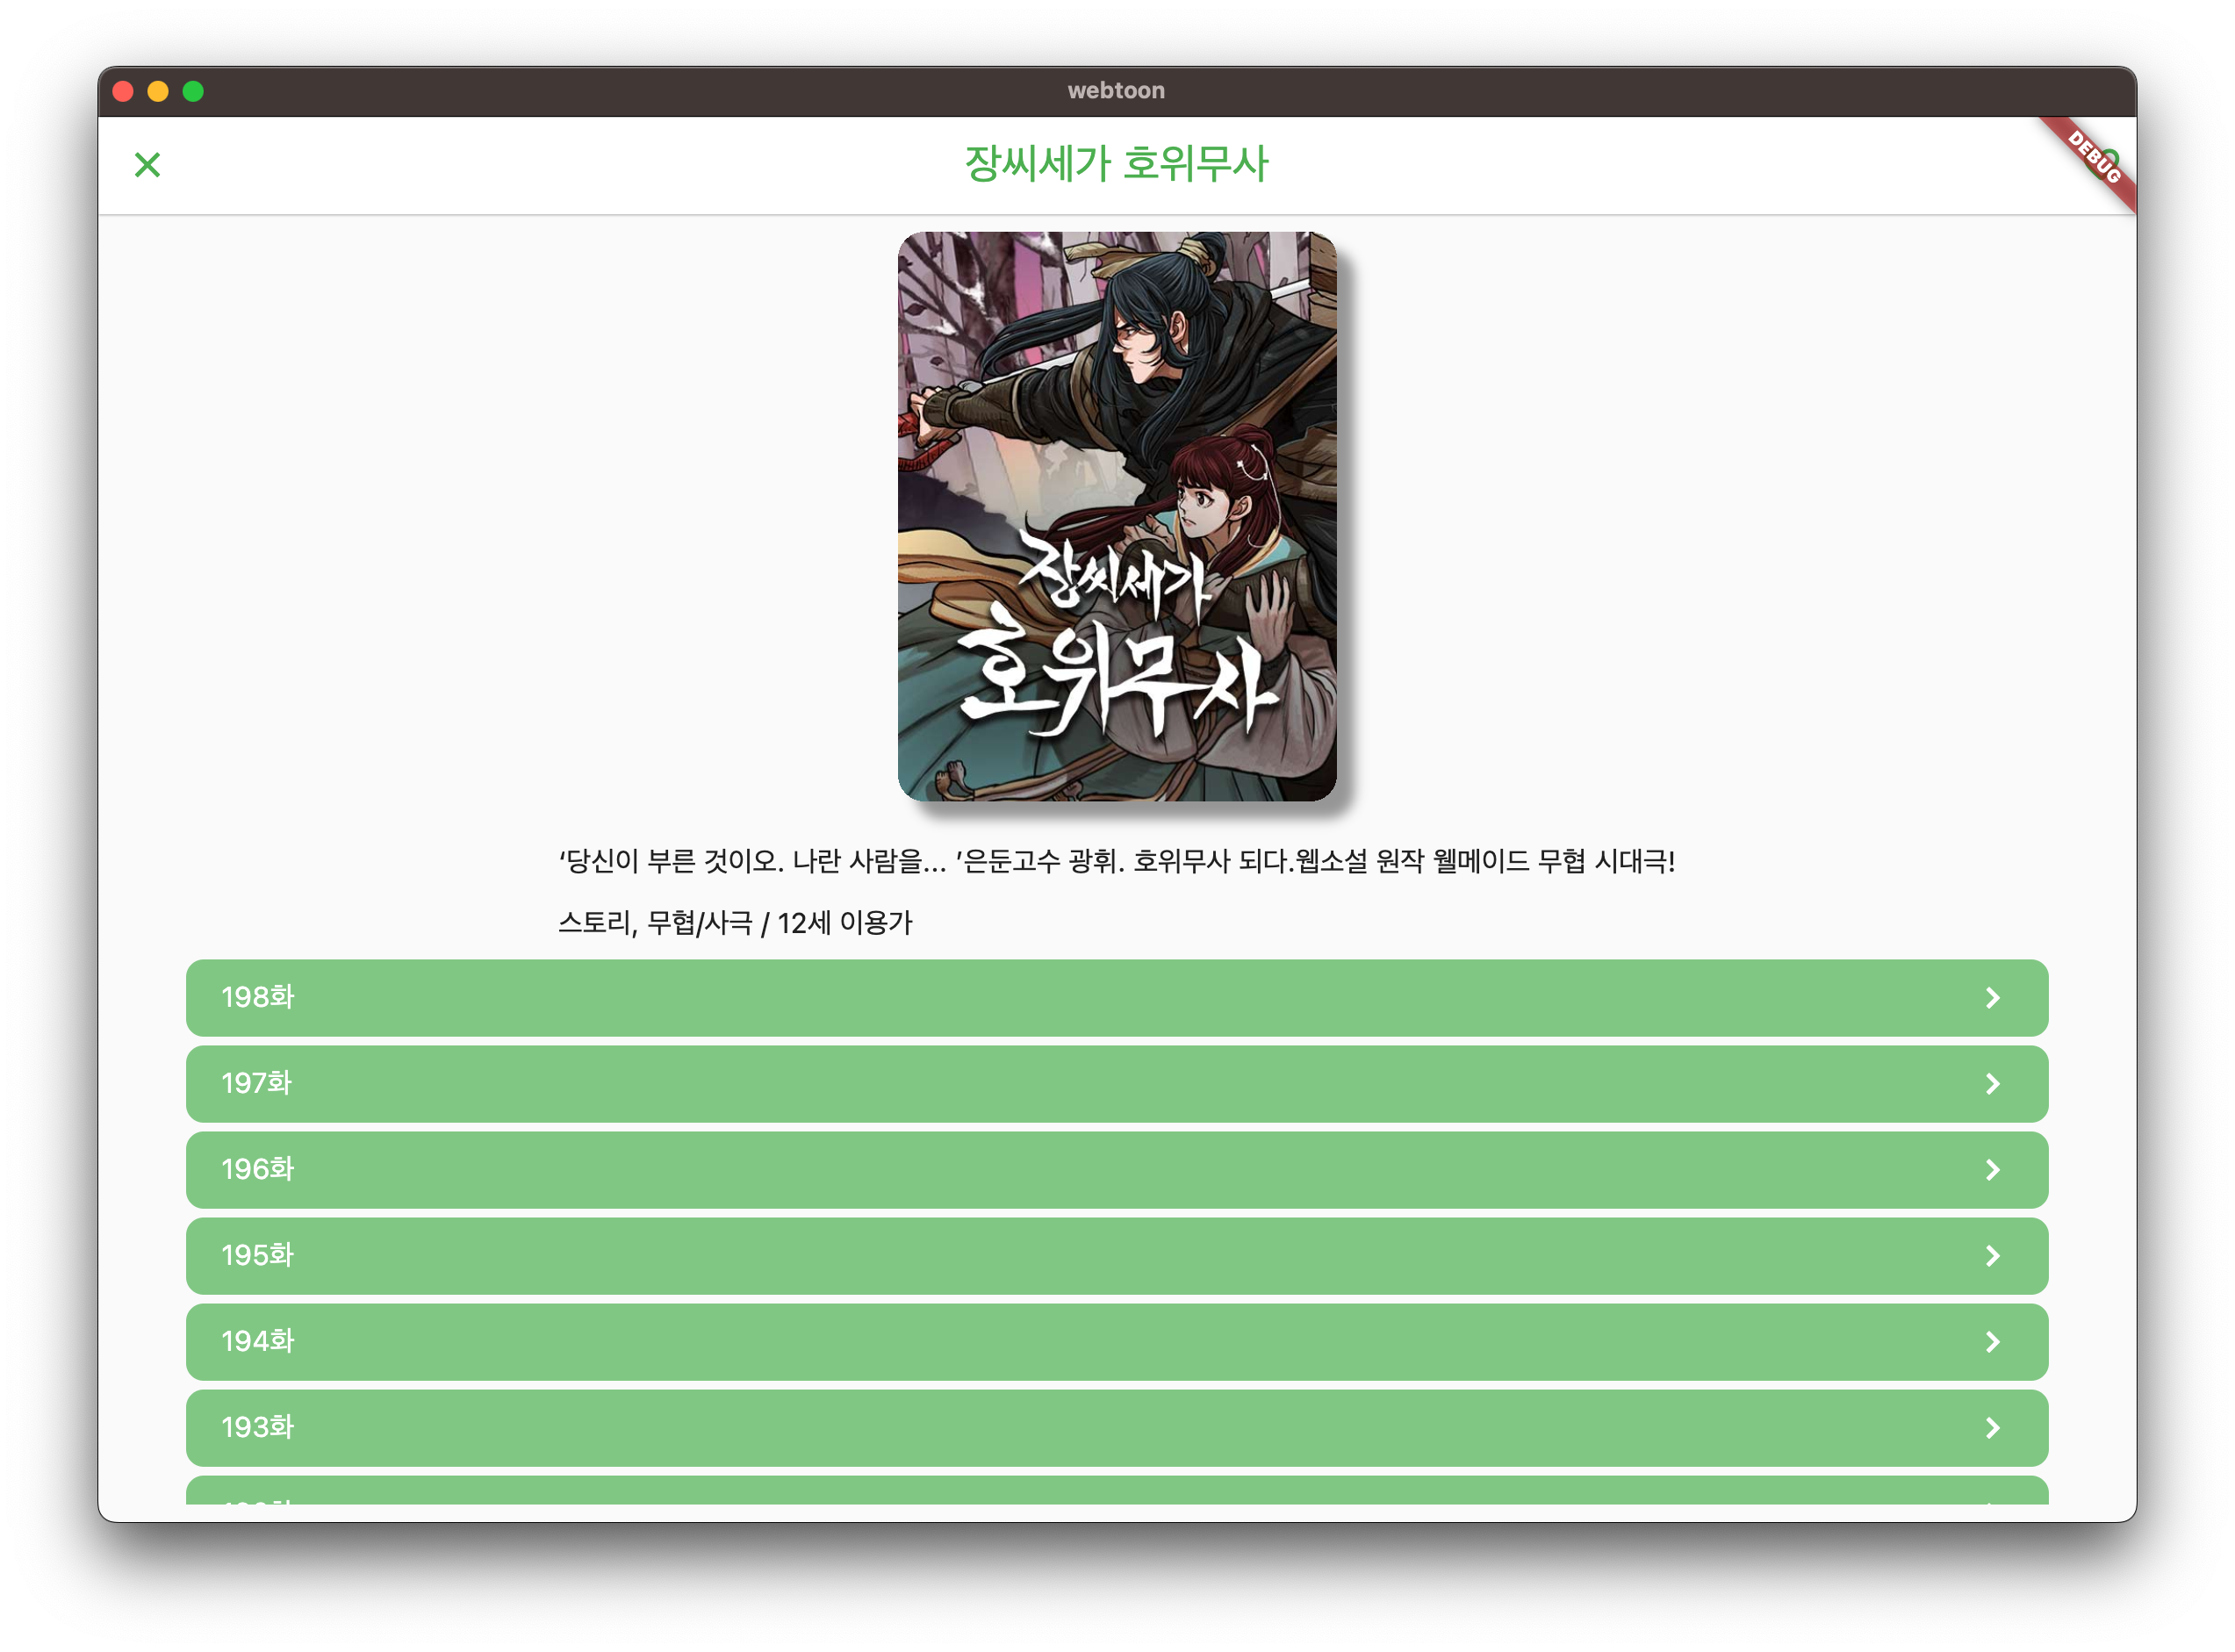 webtoon
장씨세가 호위무사
DEBUG
장씨세가
호위무사
‘당신이 부른 것이오. 나란 사람을... ’은둔고수 광휘. 호위무사 되다.웹소설 원작 웰메이드 무협 시대극!
스토리, 무협/사극 / 12세 이용가
198화
197화
196화
195화
194화
193화